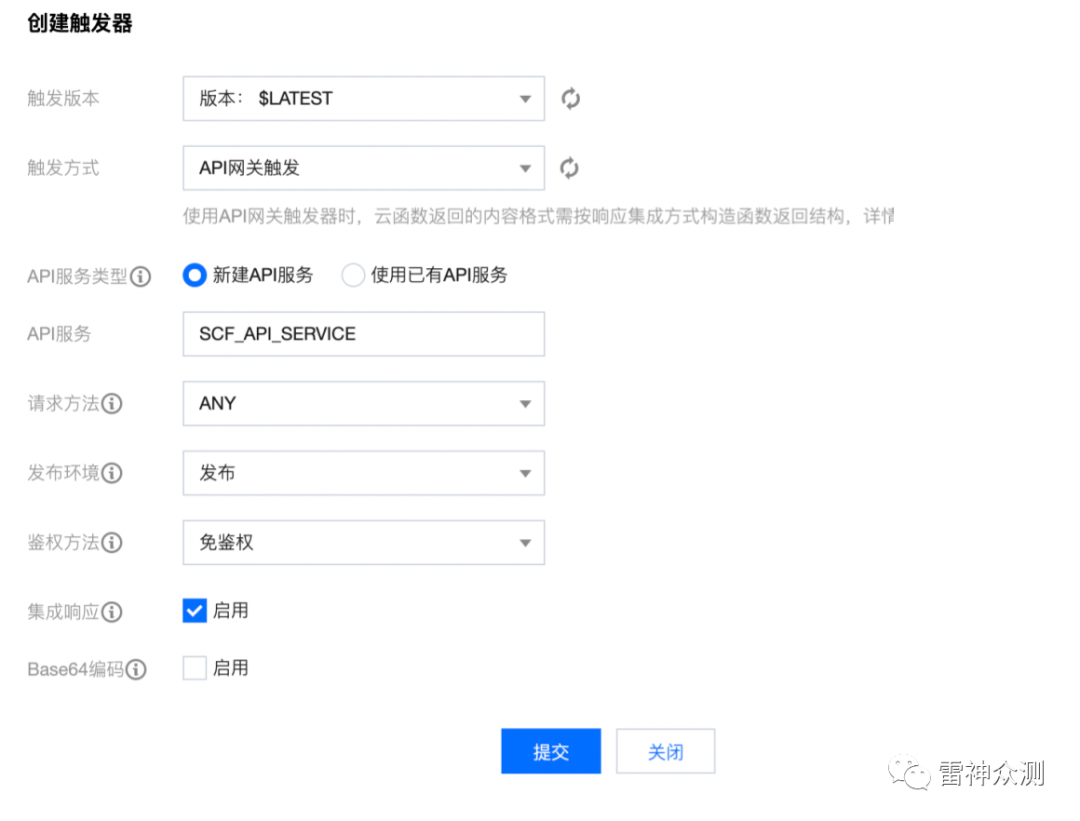 创建触发器
触发版本 版本: $LATEST
触发方式 API网关触发
使用API网关触发器时，云函数返回的内容格式需按响应集成方式构造函数返回结构，详情
API服务类型 新建API服务 使用已有API服务
API服务 SCF_API_SERVICE
请求方法 ANY
发布环境 发布
鉴权方法 免鉴权
集成响应 启用
Base64编码 启用
提交 关闭
雷神众测